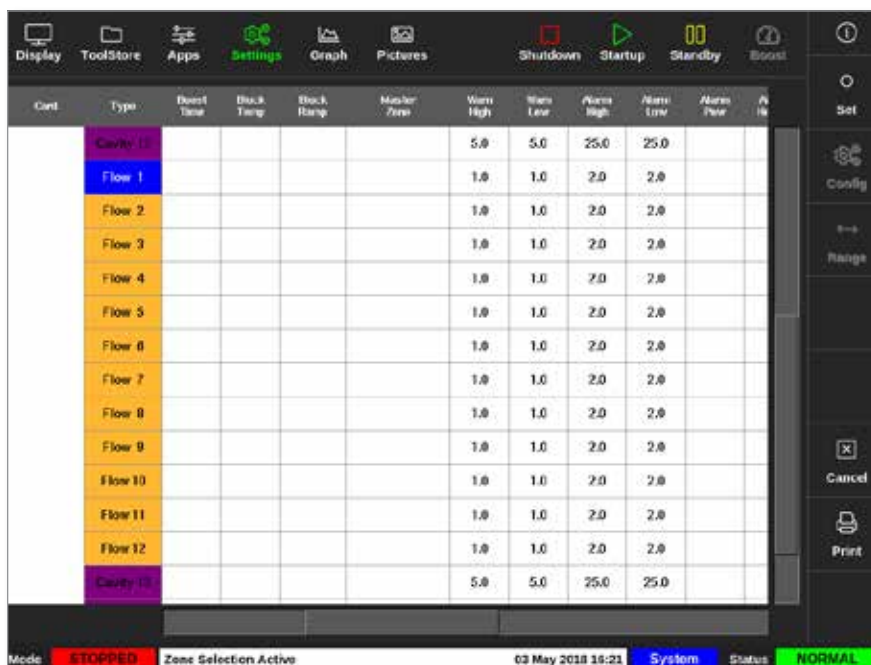 Display ToolStore Apps Settings Graph Pictures Shutdown Startup Standby Boost
Set
Config
Range
Cancel
Print
Card Type Boost Time Block Temp Block Ramp Master Zone Warn High Warn Low Alarm High Alarm Low Alarm Powr
Cavity 5.0 5.0 25.0 25.0
Flow 1 1.0 1.0 2.0 2.0
Flow 2 1.0 1.0 2.0 2.0
Flow 3 1.0 1.0 2.0 2.0
Flow 4 1.0 1.0 2.0 2.0
Flow 5 1.0 1.0 2.0 2.0
Flow 6 1.0 1.0 2.0 2.0
Flow 7 1.0 1.0 2.0 2.0
Flow 8 1.0 1.0 2.0 2.0
Flow 9 1.0 1.0 2.0 2.0
Flow 10 1.0 1.0 2.0 2.0
Flow 11 1.0 1.0 2.0 2.0
Flow 12 1.0 1.0 2.0 2.0
Cavity 5.0 5.0 25.0 25.0
Mode STOPPED Zone Selection Active 03 May 2018 16:21 System Status NORMAL